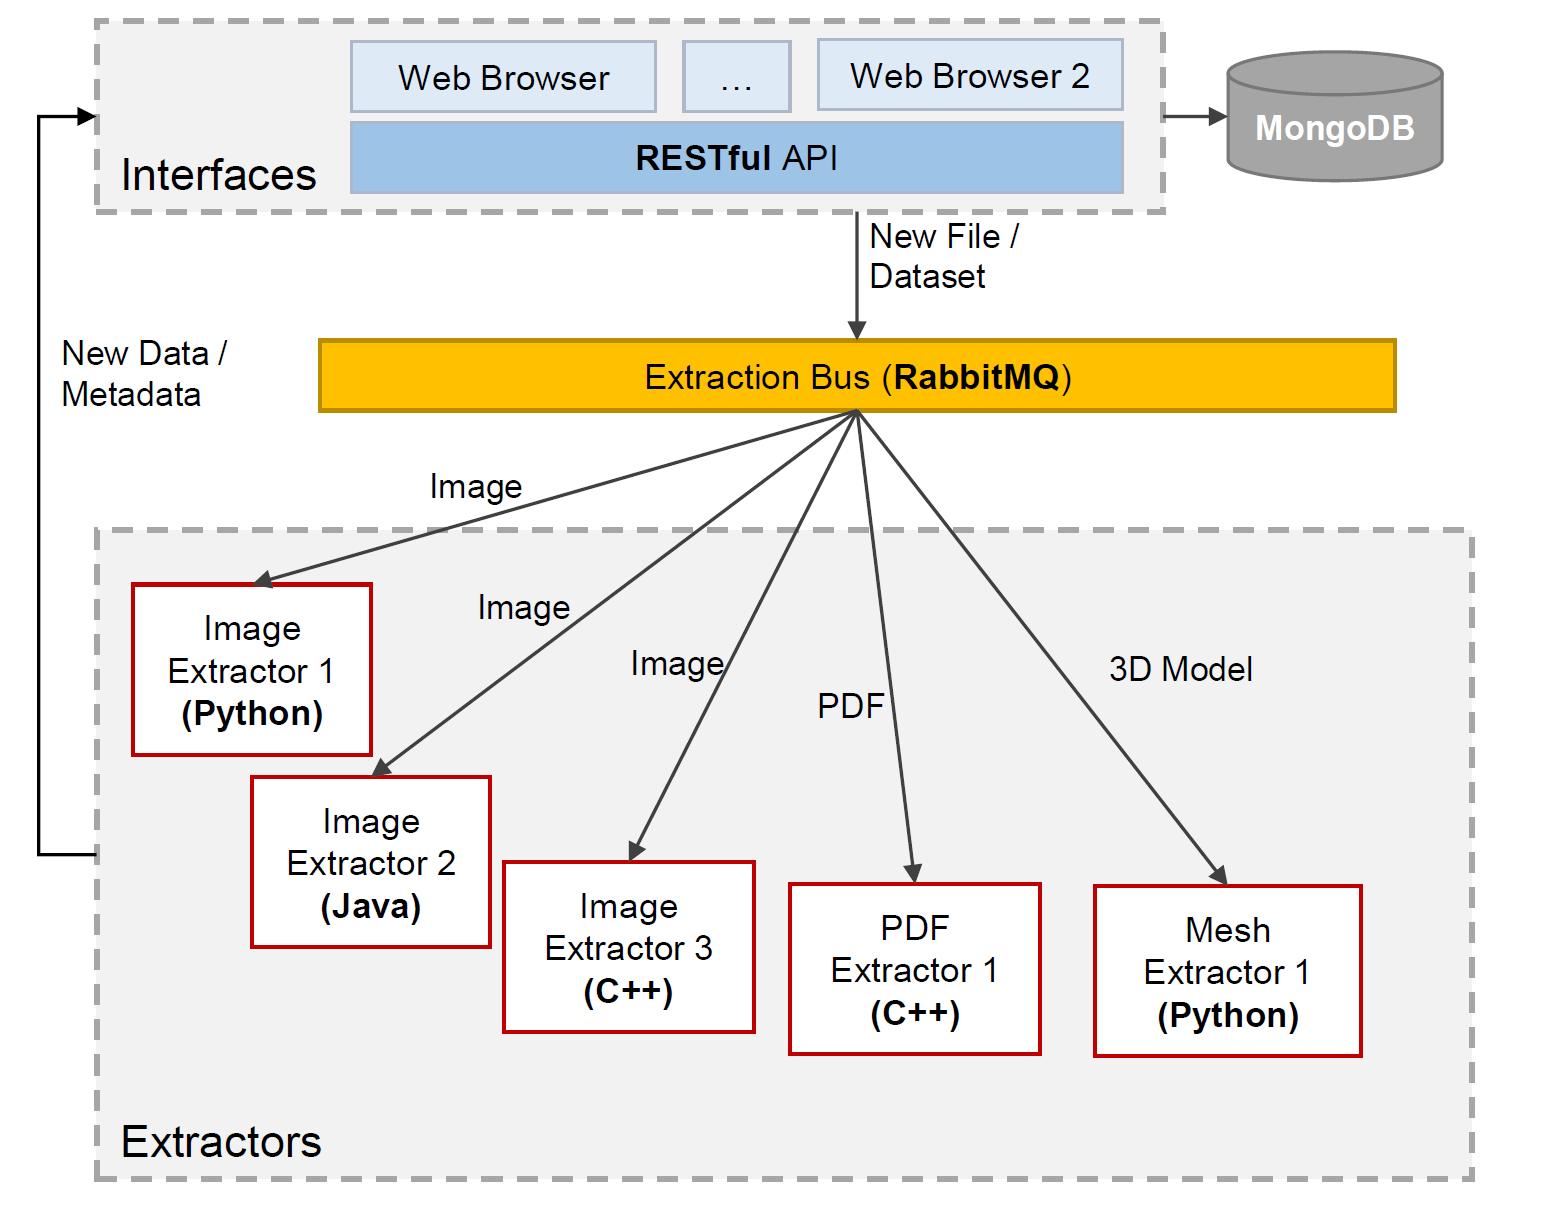 Web Browser
...
Web Browser 2
RESTful API
Interfaces
MongoDB
New File /
Dataset
New Data /
Metadata
Extraction Bus (RabbitMQ)
Image
Image
Image
PDF
3D Model
Image
Extractor 1
(Python)
Image
Extractor 2
(Java)
Image
Extractor 3
(C++)
PDF
Extractor 1
(C++)
Mesh
Extractor 1
(Python)
Extractors